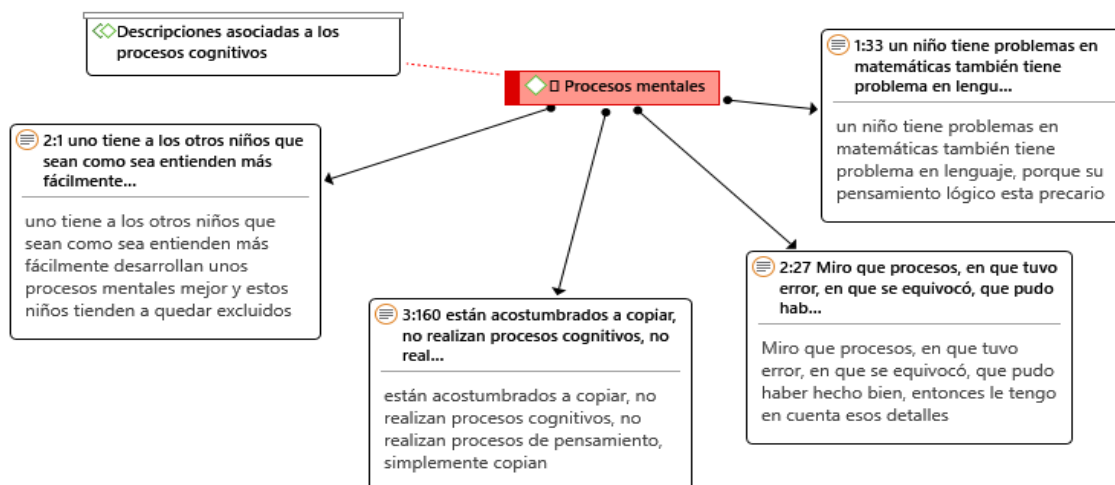 Descripciones asociadas a los
procesos cognitivos
Procesos mentales
1:33 un niño tiene problemas en
matemáticas también tiene
problema en lengu...
un niño tiene problemas en
matemáticas también tiene
problema en lenguaje, porque su
pensamiento lógico esta precario
2:1 uno tiene a los otros niños que
sean como sea entienden más
fácilmente...
uno tiene a los otros niños que
sean como sea entienden más
fácilmente desarrollan unos
procesos mentales mejor y estos
niños tienden a quedar excluidos
3:160 están acostumbrados a copiar,
no realizan procesos cognitivos, no
real...
están acostumbrados a copiar, no
realizan procesos cognitivos, no
realizan procesos de pensamiento,
simplemente copian
2:27 Miro que procesos, en que tuvo
error, en que se equivocó, que pudo
hab...
Miro que procesos, en que tuvo
error, en que se equivocó, que pudo
haber hecho bien, entonces le tengo
en cuenta esos detalles